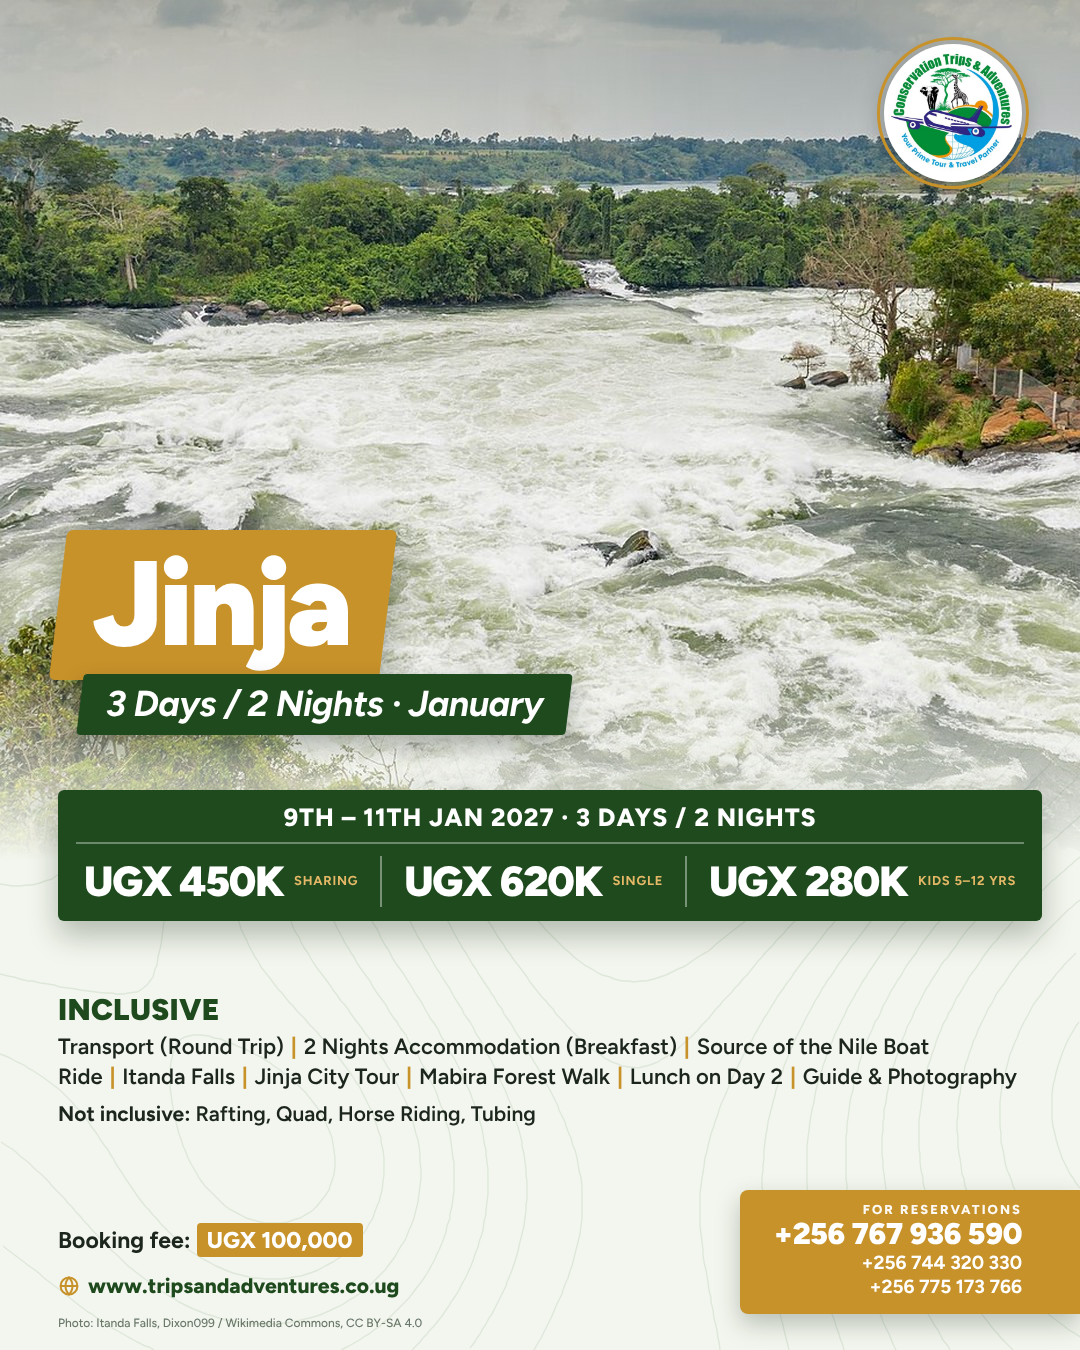 Conservation Trips & Adventures
Your Prime Tour & Travel Partner
Jinja
3 Days / 2 Nights · January
9TH – 11TH JAN 2027 · 3 DAYS / 2 NIGHTS
UGX 450K SHARING
UGX 620K SINGLE
UGX 280K KIDS 5–12 YRS
INCLUSIVE
Transport (Round Trip) | 2 Nights Accommodation (Breakfast) | Source of the Nile Boat
Ride | Itanda Falls | Jinja City Tour | Mabira Forest Walk | Lunch on Day 2 | Guide & Photography
Not inclusive: Rafting, Quad, Horse Riding, Tubing
Booking fee: UGX 100,000
www.tripsandadventures.co.ug
Photo: Itanda Falls, Dixon099 / Wikimedia Commons, CC BY-SA 4.0
FOR RESERVATIONS
+256 767 936 590
+256 744 320 330
+256 775 173 766